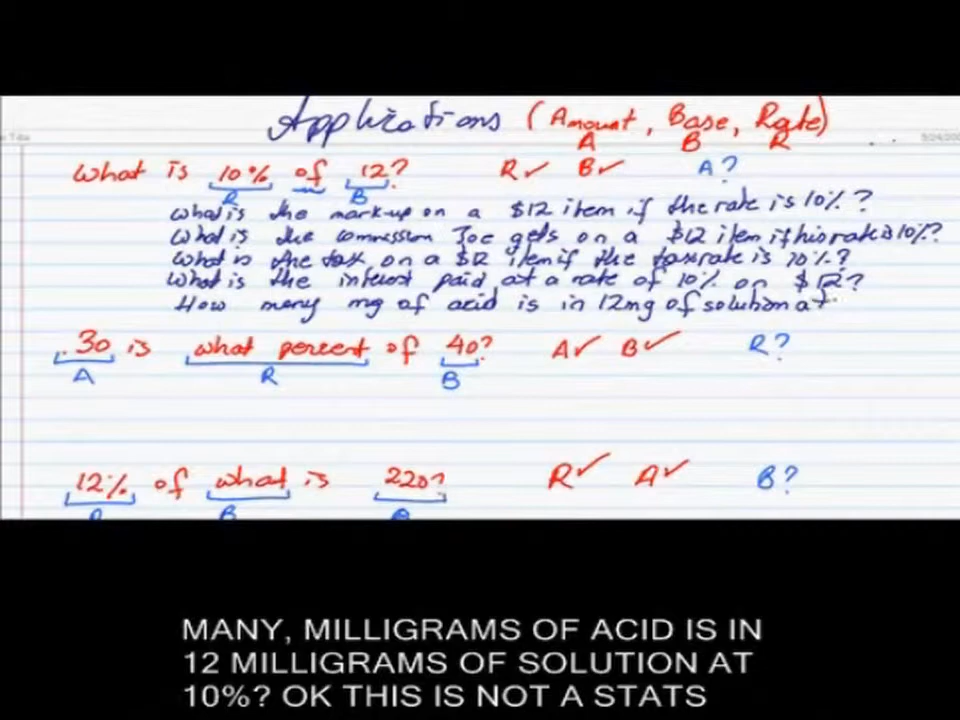 Applications (Amount, Base, Rate)
A B R
What is 10% of 12? R✓ B✓ A?
R B
What is the mark-up on a $12 item if the rate is 10%?
What is the commission Joe gets on a $12 item if his rate is 10%?
What is the tax on a $12 item if the tax rate is 10%?
What is the interest paid at a rate of 10% on $12?
How many mg of acid is in 12mg of solution at
30 is what percent of 40? A✓ B✓ R?
A R B
12% of what is 220? R✓ A✓ B?
MANY, MILLIGRAMS OF ACID IS IN
12 MILLIGRAMS OF SOLUTION AT
10%? OK THIS IS NOT A STATS